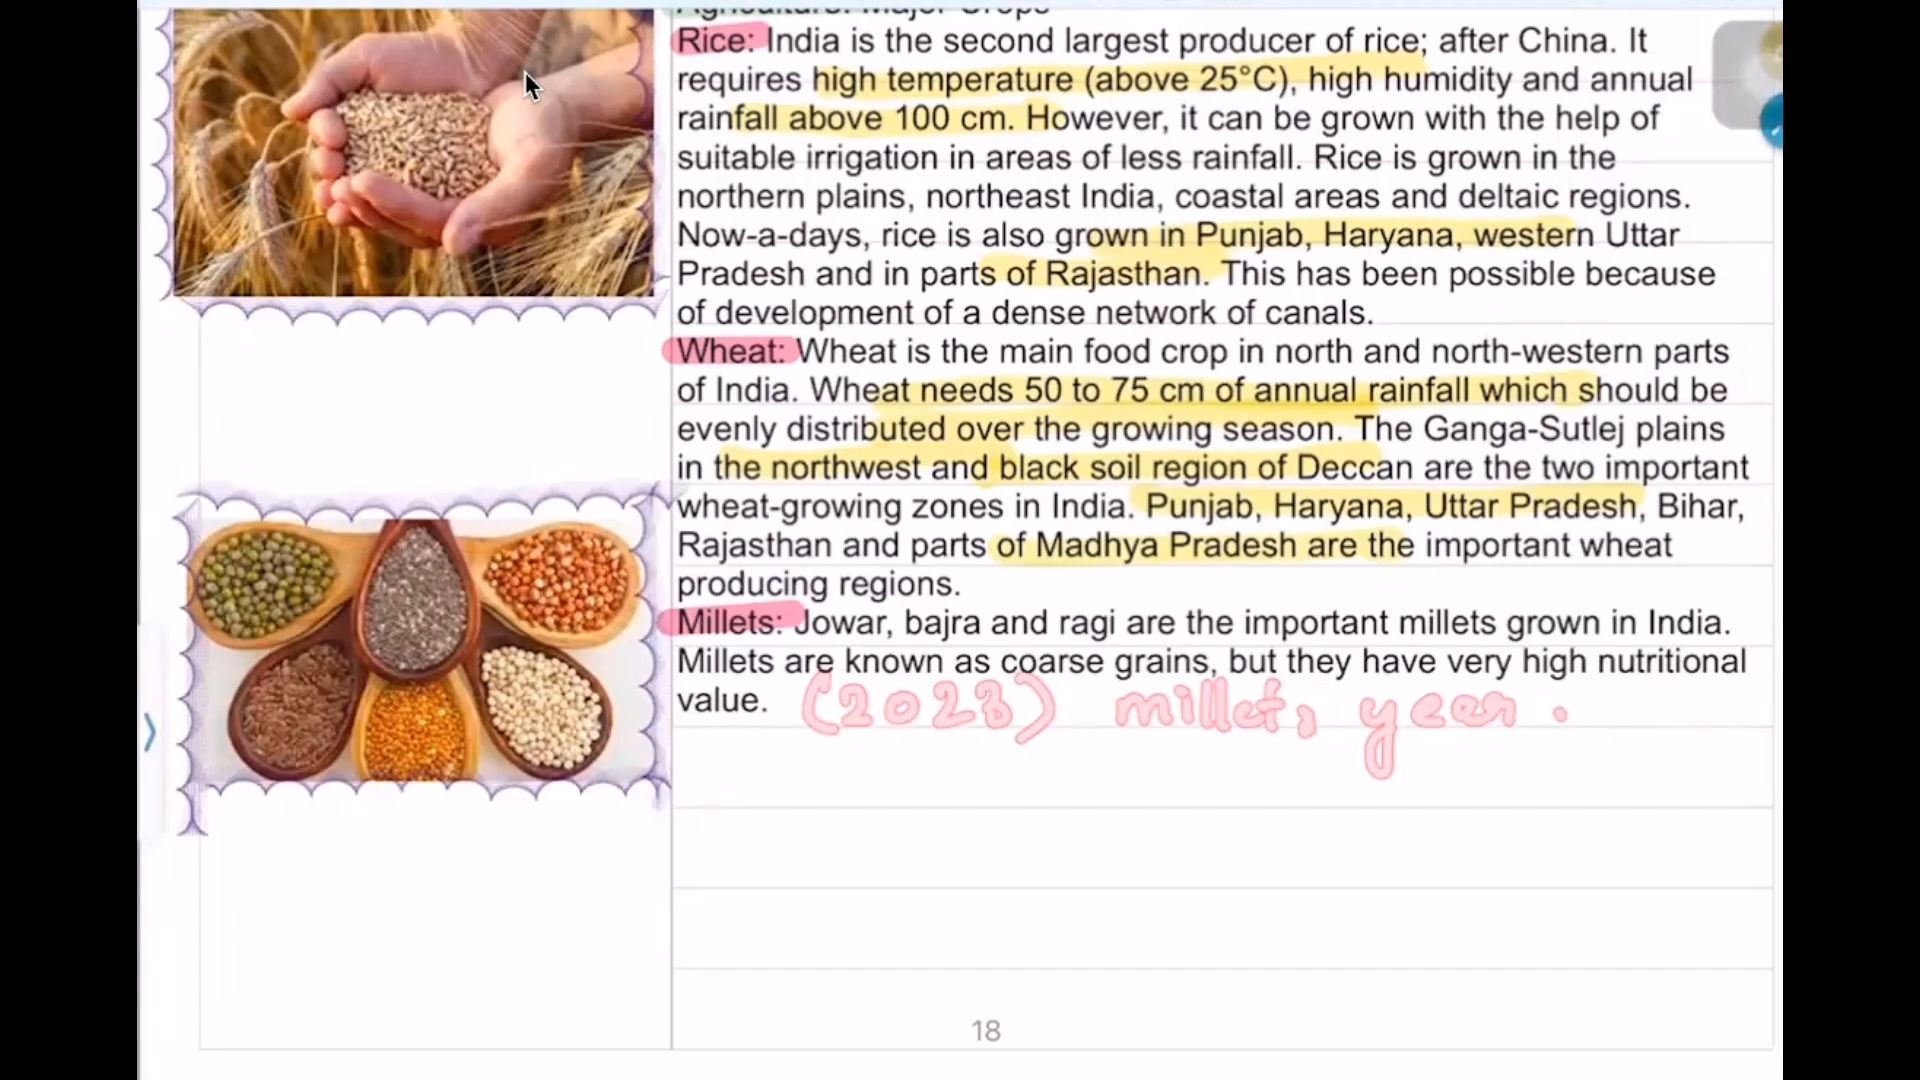 Agriculture: Major Crops
Rice: India is the second largest producer of rice; after China. It
requires high temperature (above 25°C), high humidity and annual
rainfall above 100 cm. However, it can be grown with the help of
suitable irrigation in areas of less rainfall. Rice is grown in the
northern plains, northeast India, coastal areas and deltaic regions.
Now-a-days, rice is also grown in Punjab, Haryana, western Uttar
Pradesh and in parts of Rajasthan. This has been possible because
of development of a dense network of canals.
Wheat: Wheat is the main food crop in north and north-western parts
of India. Wheat needs 50 to 75 cm of annual rainfall which should be
evenly distributed over the growing season. The Ganga-Sutlej plains
in the northwest and black soil region of Deccan are the two important
wheat-growing zones in India. Punjab, Haryana, Uttar Pradesh, Bihar,
Rajasthan and parts of Madhya Pradesh are the important wheat
producing regions.
Millets: Jowar, bajra and ragi are the important millets grown in India.
Millets are known as coarse grains, but they have very high nutritional
value. (2023) millets year.
18